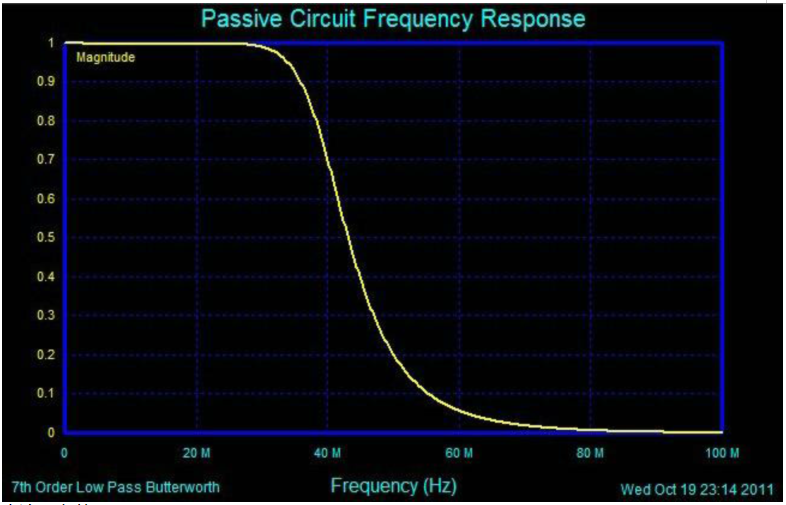 Passive Circuit Frequency Response
Magnitude
1
0.9
0.8
0.7
0.6
0.5
0.4
0.3
0.2
0.1
0
0 20 M 40 M 60 M 80 M 100 M
7th Order Low Pass Butterworth Frequency (Hz) Wed Oct 19 23:14 2011